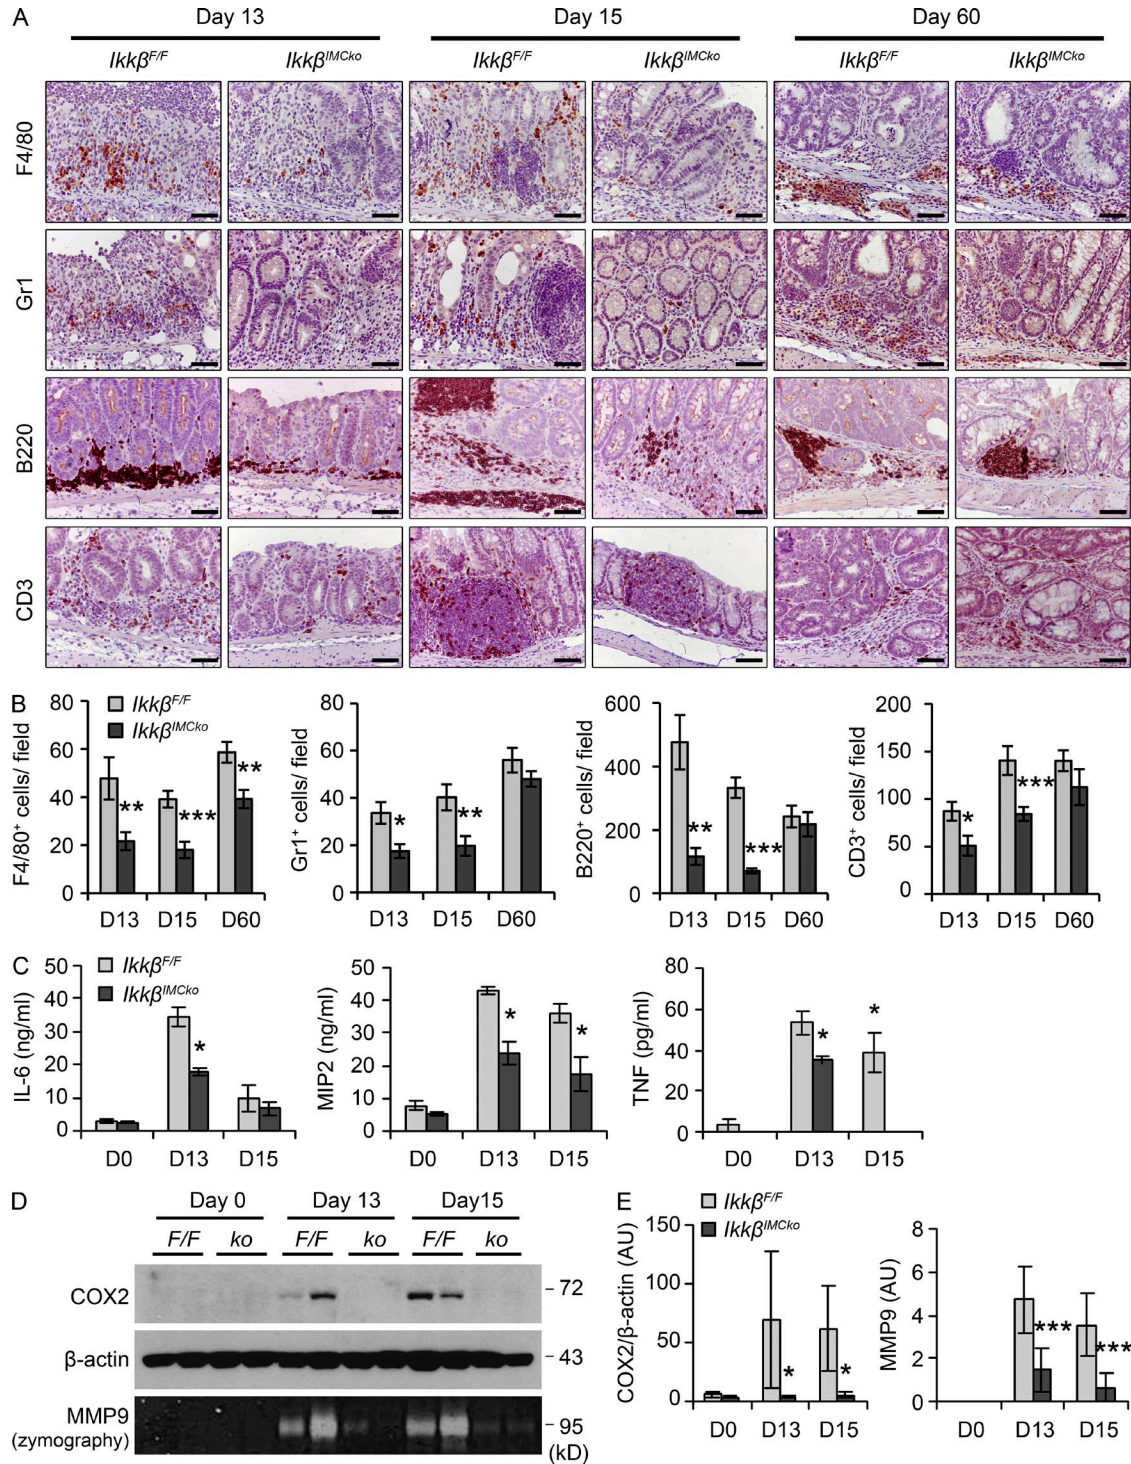 A
Day 13
Day 15
Day 60
Ikkβ^F/F
Ikkβ^IMCko
Ikkβ^F/F
Ikkβ^IMCko
Ikkβ^F/F
Ikkβ^IMCko
F4/80
Gr1
B220
CD3
B
F4/80⁺ cells/ field
80
60
40
20
0
Ikkβ^F/F
Ikkβ^IMCko
**
***
**
D13
D15
D60
Gr1⁺ cells/ field
80
60
40
20
0
*
**
D13
D15
D60
B220⁺ cells/ field
600
400
200
0
**
***
D13
D15
D60
CD3⁺ cells/ field
200
150
100
50
0
*
***
D13
D15
D60
C
IL-6 (ng/ml)
50
40
30
20
10
0
Ikkβ^F/F
Ikkβ^IMCko
*
D0
D13
D15
MIP2 (ng/ml)
50
40
30
20
10
0
*
*
D0
D13
D15
TNF (pg/ml)
80
60
40
20
0
*
*
D0
D13
D15
D
Day 0
Day 13
Day15
F/F
ko
F/F
ko
F/F
ko
COX2
72
β-actin
43
MMP9
(zymography)
95
(kD)
E
Ikkβ^F/F
Ikkβ^IMCko
COX2/β-actin (AU)
150
100
50
0
*
*
D0
D13
D15
MMP9 (AU)
8
6
4
2
0
***
***
D0
D13
D15